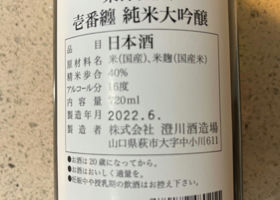 壱番纏 純米大吟醸
品目 日本酒
原材料名 米(国産)、米麹(国産米)
精米歩合 40%
アルコール分 16度
内容量 720ml
製造年月 2022.6.
製造者 株式会社 澄川酒造場
山口県萩市大字中小川611
●お酒は20歳になってから。
●お酒はおいしく適量を。
●妊娠中や授乳期の飲酒はお控え下さい。